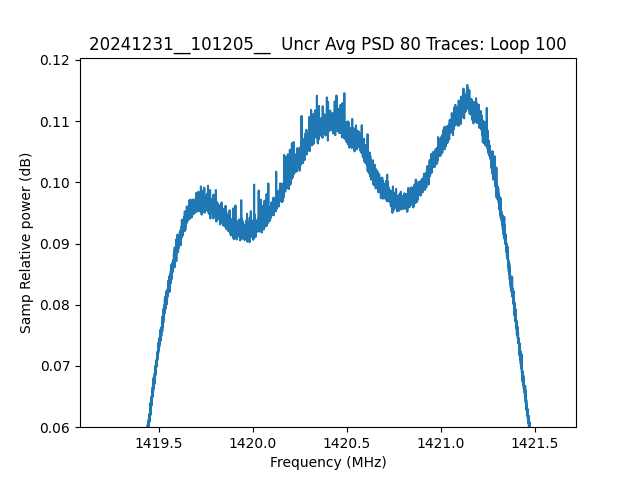 20241231__101205__  Uncr Avg PSD 80 Traces: Loop 100
0.12
0.11
0.10
0.09
0.08
0.07
0.06
Samp Relative power (dB)
1419.5 1420.0 1420.5 1421.0 1421.5
Frequency (MHz)